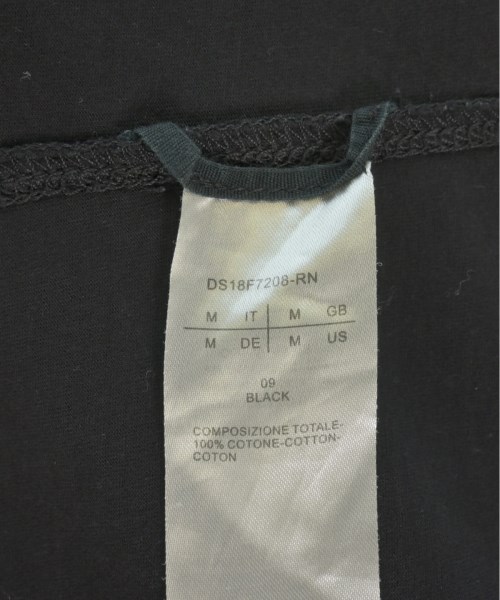 DS18F7208-RN
M IT M GB
M DE M US
09
BLACK
COMPOSIZIONE TOTALE-
100% COTONE-COTTON-
COTON